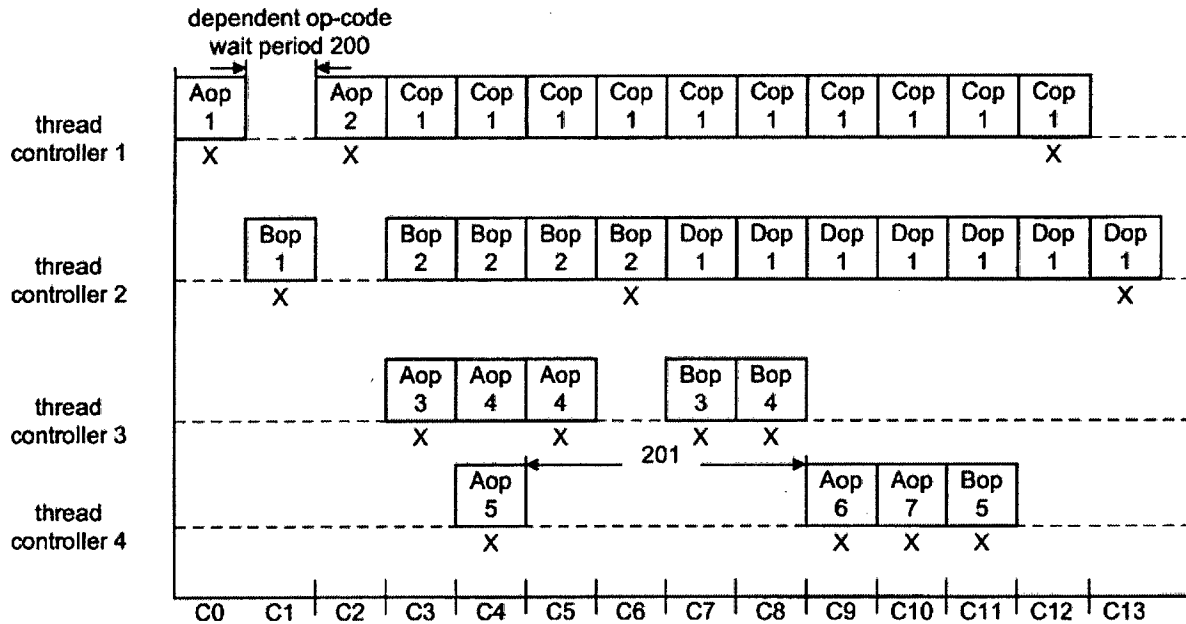 dependent op-code
wait period 200
thread
controller 1
Aop
1
Aop
2
Cop
1
Cop
1
Cop
1
Cop
1
Cop
1
Cop
1
Cop
1
Cop
1
Cop
1
Cop
1
X
X
X
thread
controller 2
Bop
1
Bop
2
Bop
2
Bop
2
Bop
2
Dop
1
Dop
1
Dop
1
Dop
1
Dop
1
Dop
1
Dop
1
X
X
X
thread
controller 3
Aop
3
Aop
4
Aop
4
Bop
3
Bop
4
X
X
X
X
201
thread
controller 4
Aop
5
Aop
6
Aop
7
Bop
5
X
X
X
X
C0 C1 C2 C3 C4 C5 C6 C7 C8 C9 C10 C11 C12 C13